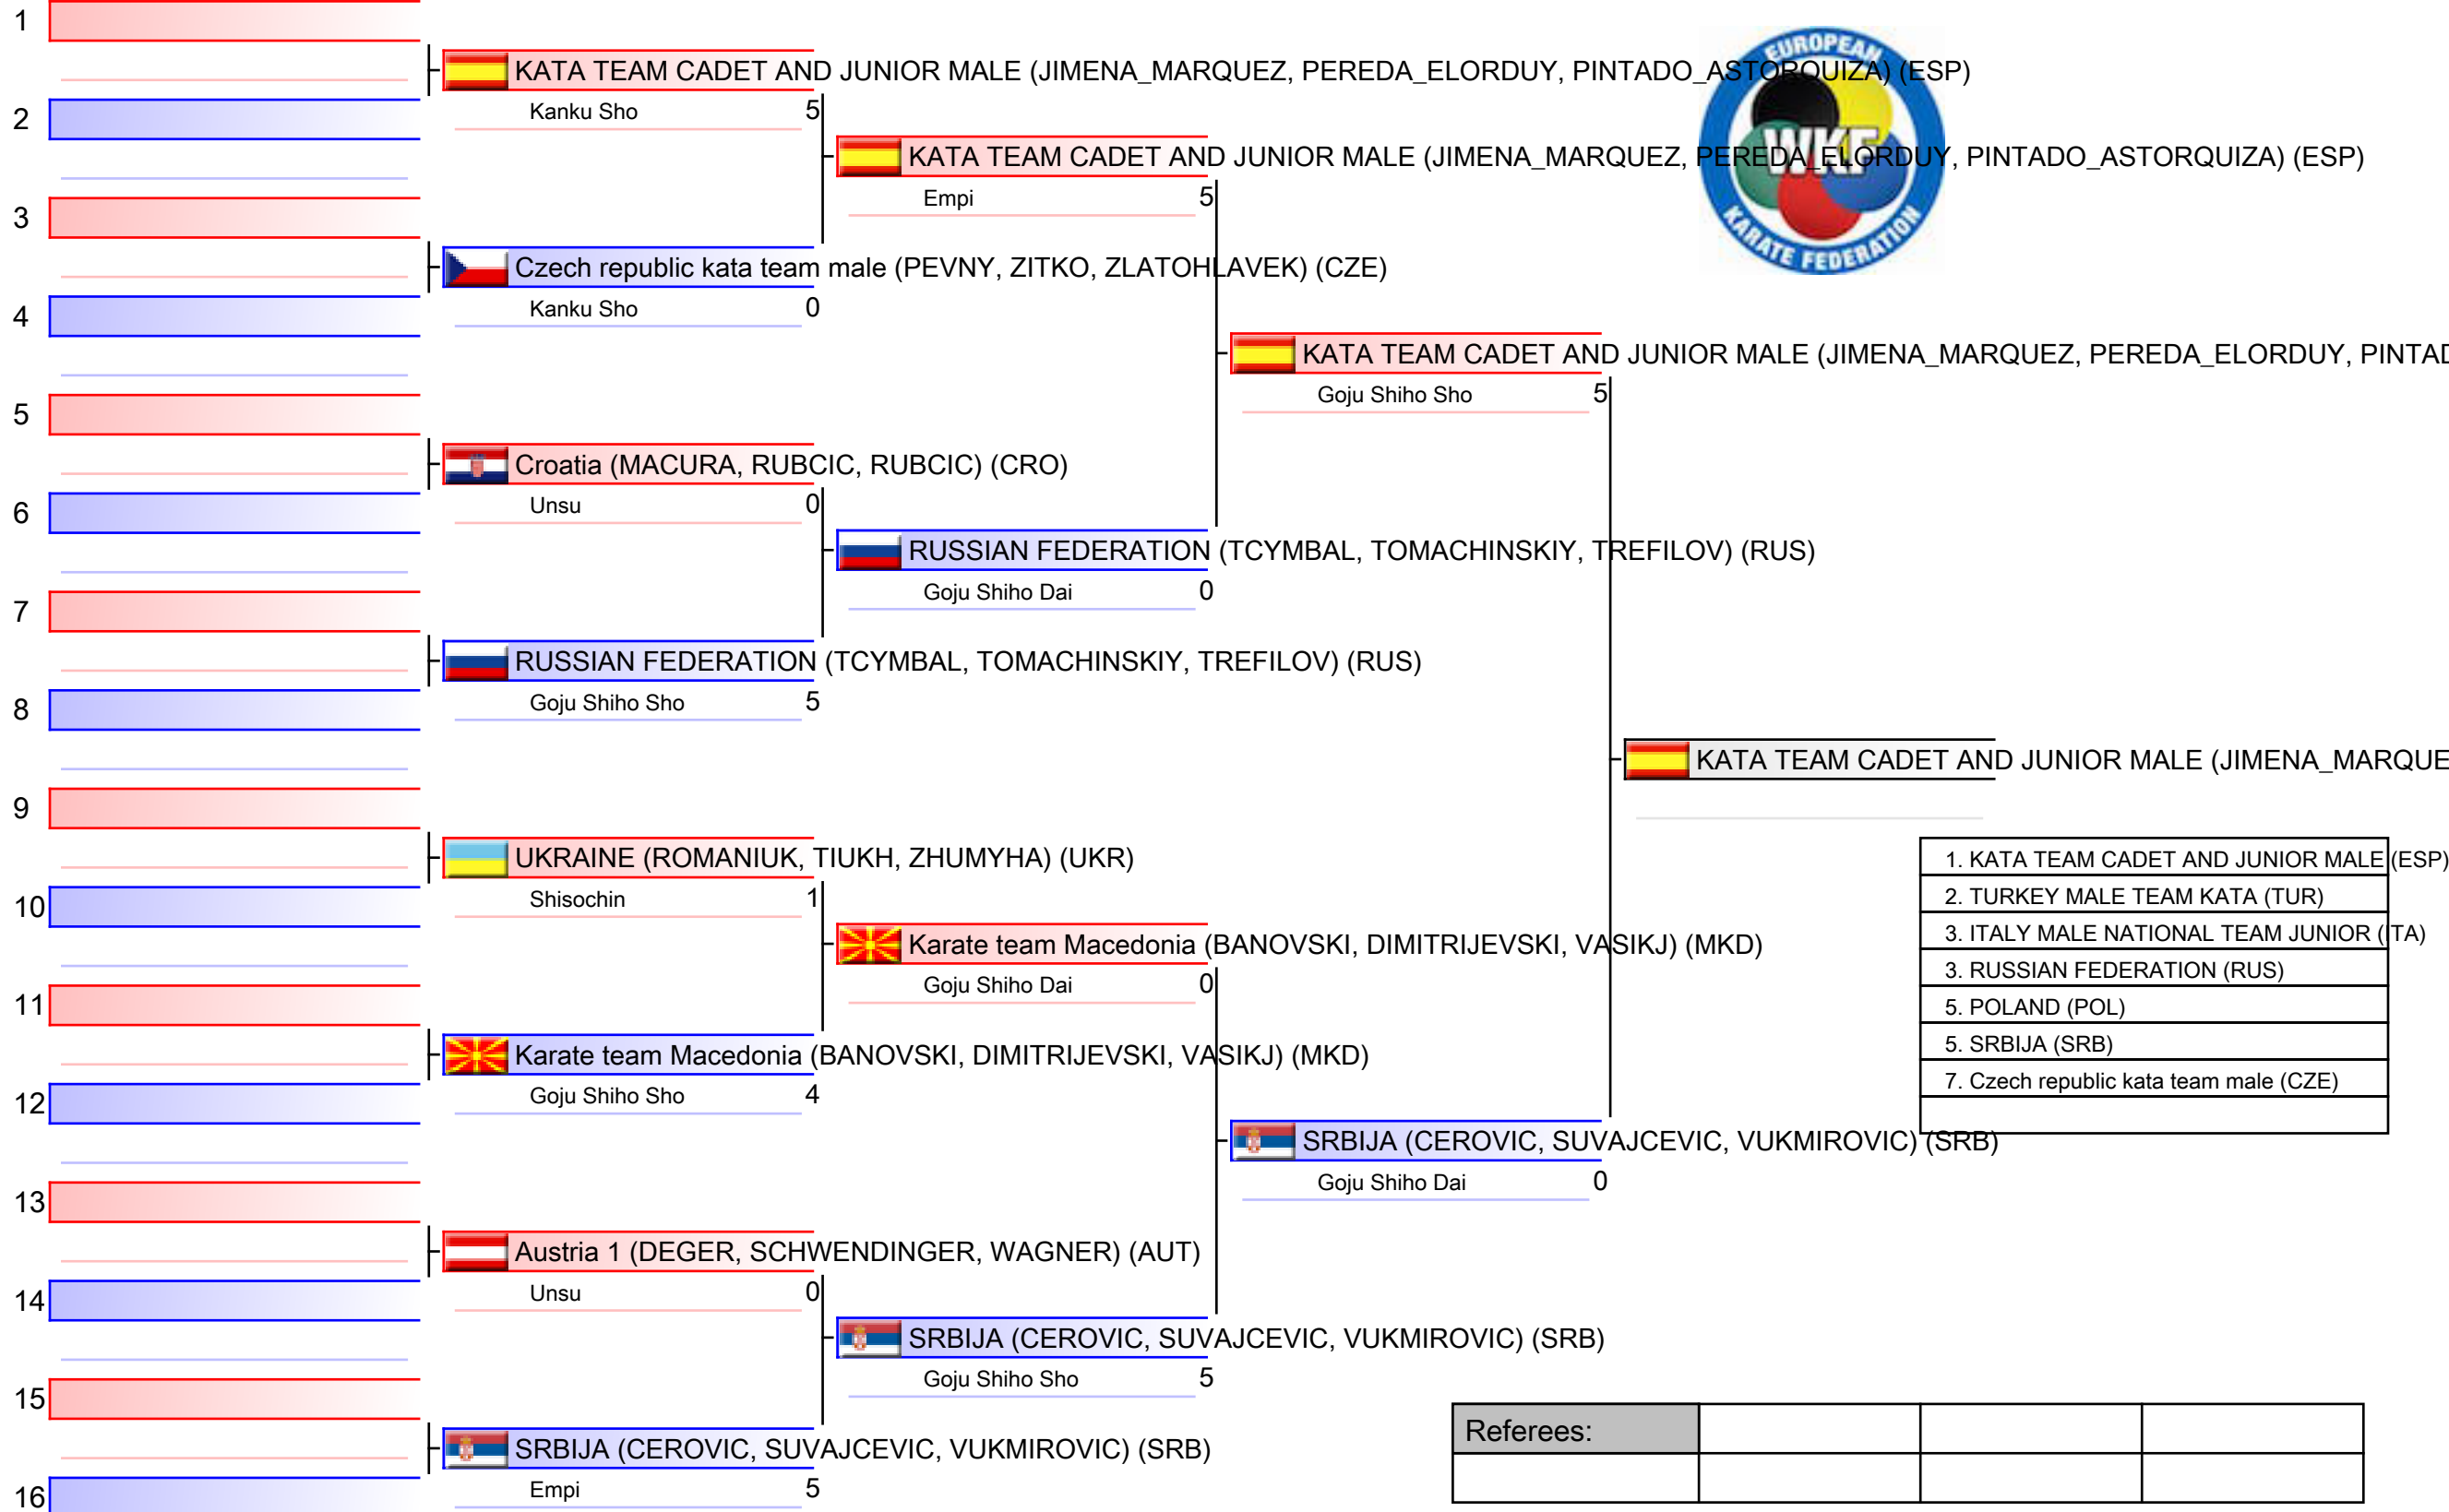 1
KATA TEAM CADET AND JUNIOR MALE (JIMENA_MARQUEZ, PEREDA_ELORDUY, PINTADO_ASTORQUIZA) (ESP)
Kanku Sho 5
2
EUROPEAN
WKF
KARATE FEDERATION
KATA TEAM CADET AND JUNIOR MALE (JIMENA_MARQUEZ, PEREDA_ELORDUY, PINTADO_ASTORQUIZA) (ESP)
Empi 5
3
Czech republic kata team male (PEVNY, ZITKO, ZLATOHLAVEK) (CZE)
Kanku Sho 0
4
KATA TEAM CADET AND JUNIOR MALE (JIMENA_MARQUEZ, PEREDA_ELORDUY, PINTAD
Goju Shiho Sho 5
5
Croatia (MACURA, RUBCIC, RUBCIC) (CRO)
Unsu 0
6
RUSSIAN FEDERATION (TCYMBAL, TOMACHINSKIY, TREFILOV) (RUS)
Goju Shiho Dai 0
7
RUSSIAN FEDERATION (TCYMBAL, TOMACHINSKIY, TREFILOV) (RUS)
Goju Shiho Sho 5
8
KATA TEAM CADET AND JUNIOR MALE (JIMENA_MARQUE
9
UKRAINE (ROMANIUK, TIUKH, ZHUMYHA) (UKR)
Shisochin 1
10
Karate team Macedonia (BANOVSKI, DIMITRIJEVSKI, VASIKJ) (MKD)
Goju Shiho Dai 0
11
Karate team Macedonia (BANOVSKI, DIMITRIJEVSKI, VASIKJ) (MKD)
Goju Shiho Sho 4
12
1. KATA TEAM CADET AND JUNIOR MALE (ESP)
2. TURKEY MALE TEAM KATA (TUR)
3. ITALY MALE NATIONAL TEAM JUNIOR (ITA)
3. RUSSIAN FEDERATION (RUS)
5. POLAND (POL)
5. SRBIJA (SRB)
7. Czech republic kata team male (CZE)
SRBIJA (CEROVIC, SUVAJCEVIC, VUKMIROVIC) (SRB)
Goju Shiho Dai 0
13
Austria 1 (DEGER, SCHWENDINGER, WAGNER) (AUT)
Unsu 0
14
SRBIJA (CEROVIC, SUVAJCEVIC, VUKMIROVIC) (SRB)
Goju Shiho Sho 5
15
SRBIJA (CEROVIC, SUVAJCEVIC, VUKMIROVIC) (SRB)
Empi 5
16
Referees: